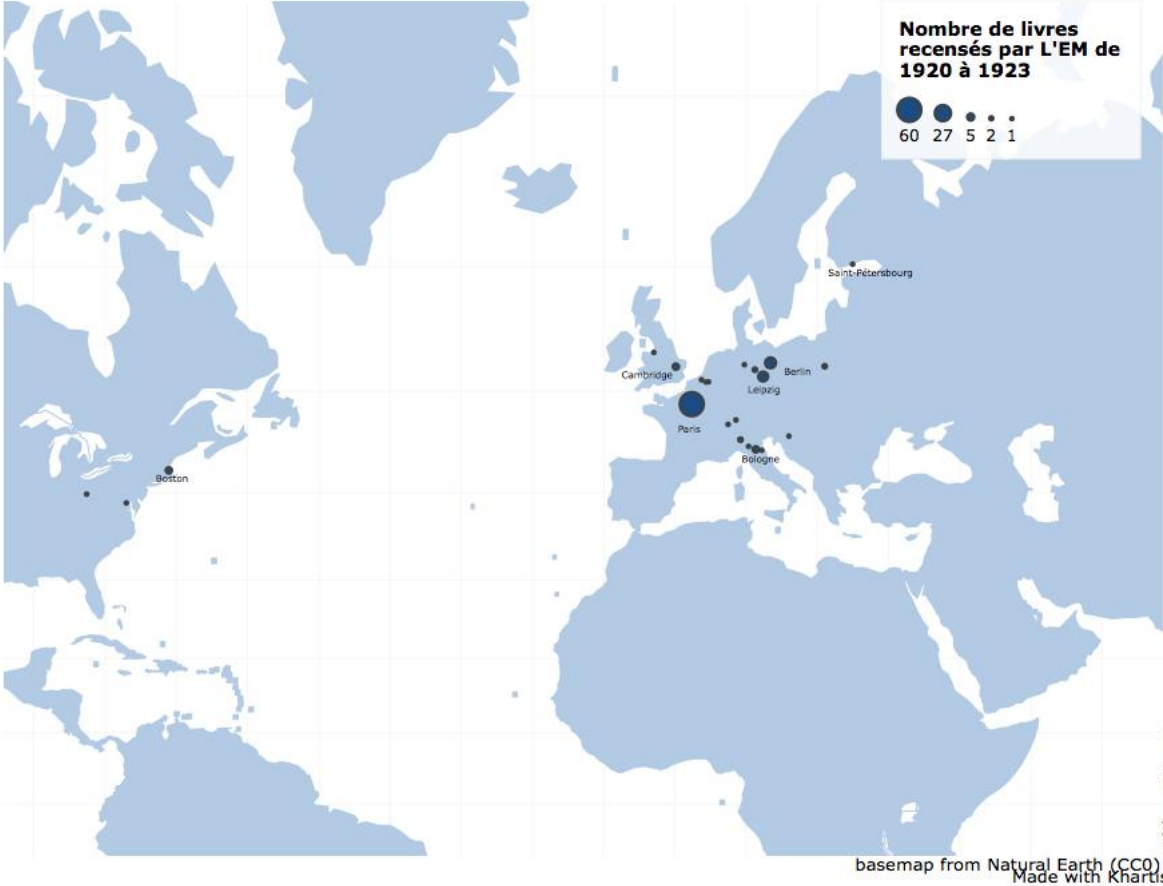 Nombre de livres
recensés par L'EM de
1920 à 1923
60 27 5 2 1
Saint-Pétersbourg
Cambridge
Berlin
Leipzig
Paris
Bologne
Boston
basemap from Natural Earth (CC0)
Made with Khartis